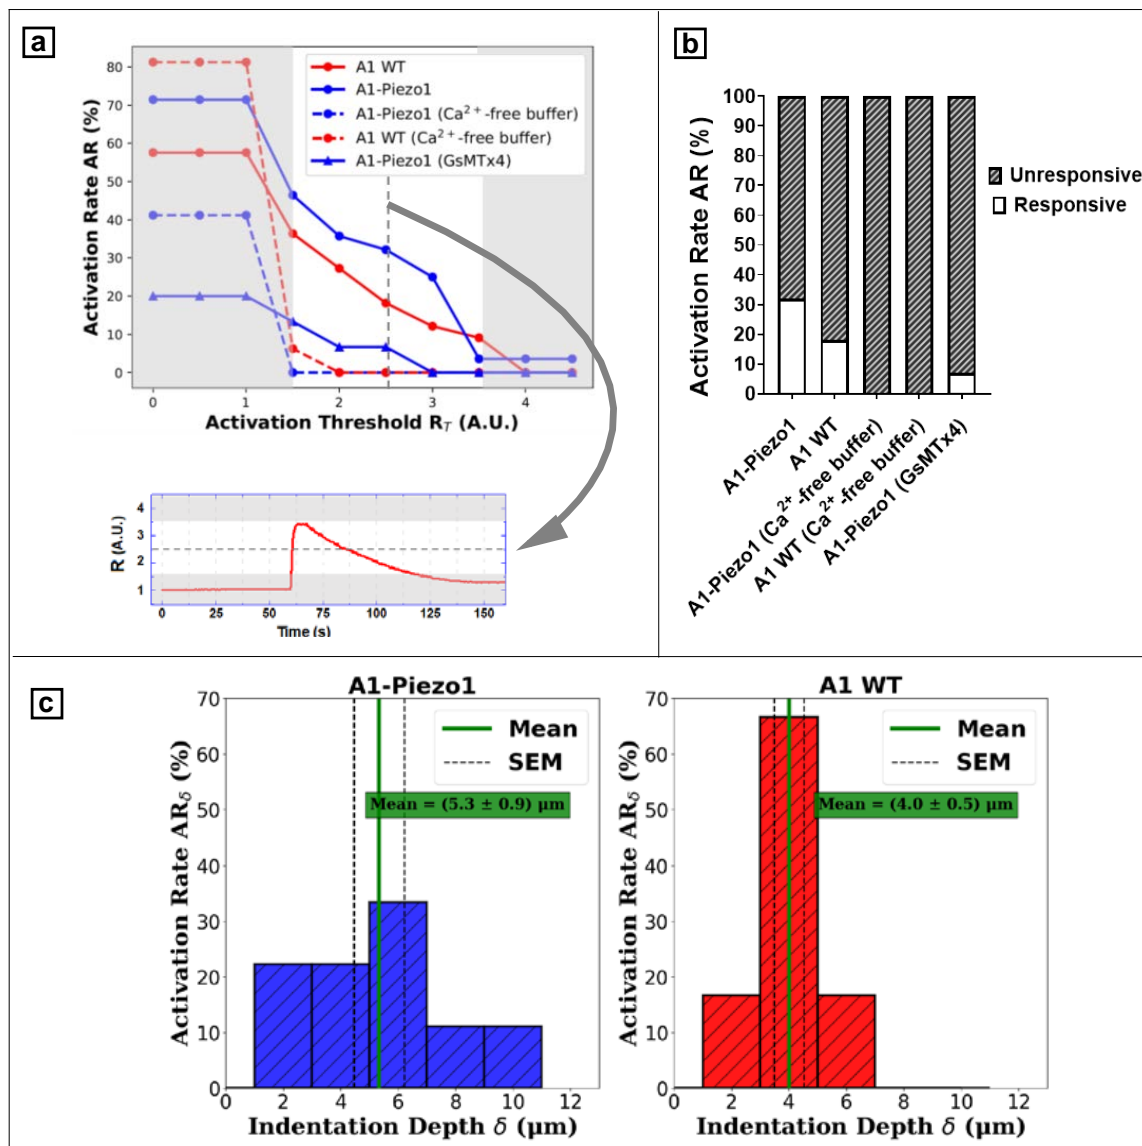 a
Activation Rate AR (%)
80
70
60
50
40
30
20
10
0
A1 WT
A1-Piezo1
A1-Piezo1 (Ca²⁺-free buffer)
A1 WT (Ca²⁺-free buffer)
A1-Piezo1 (GsMTx4)
0 1 2 3 4
Activation Threshold R_T (A.U.)
R (A.U.)
4
3
2
1
0 25 50 75 100 125 150
Time (s)
b
Activation Rate AR (%)
100
90
80
70
60
50
40
30
20
10
0
Unresponsive
Responsive
A1-Piezo1
A1 WT
A1-Piezo1 (Ca²⁺-free buffer)
A1 WT (Ca²⁺-free buffer)
A1-Piezo1 (GsMTx4)
c
A1-Piezo1
Activation Rate AR_δ (%)
70
60
50
40
30
20
10
0
Mean
SEM
Mean = (5.3 ± 0.9) μm
0 2 4 6 8 10 12
Indentation Depth δ (μm)
A1 WT
Activation Rate AR_δ (%)
70
60
50
40
30
20
10
0
Mean
SEM
Mean = (4.0 ± 0.5) μm
0 2 4 6 8 10 12
Indentation Depth δ (μm)